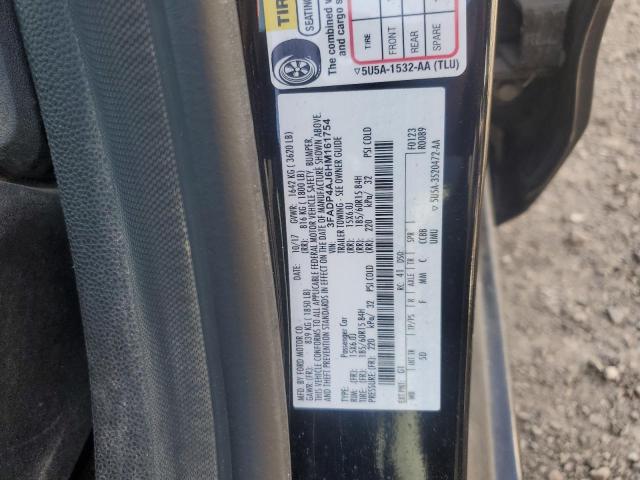 TIR
SEATING
The combined
and cargo
TIRE
FRONT
REAR
SPARE
▽5U5A-1532-AA (TLU)
MFD. BY FORD MOTOR CO. DATE: 10/17 GVWR: 1642 KG ( 3620 LB)
GAWR (FR): 839 KG ( 1850 LB) (RR): 816 KG ( 1800 LB)
THIS VEHICLE CONFORMS TO ALL APPLICABLE FEDERAL MOTOR VEHICLE SAFETY, BUMPER,
AND THEFT PREVENTION STANDARDS IN EFFECT ON THE DATE OF MANUFACTURE SHOWN ABOVE.
VIN: 3FADP4AJ6HM161754
TYPE: Passenger Car TRAILER TOWING - SEE OWNER GUIDE
RIM: (FR): 15X6.0J (RR): 15X6.0J
TIRE: (FR): 185/60R15 84H (RR): 185/60R15 84H
PRESSURE: (FR): 220 kPa/ 32 PSI COLD (RR): 220 kPa/ 32 PSI COLD
EXT PNT: G1 RC: 41 DSO: F0123
R0089
WB INT TR TP/PS R AXLE TR SPR
SD F MM C CCBB
UMU ▽5U5A-3520472-AA